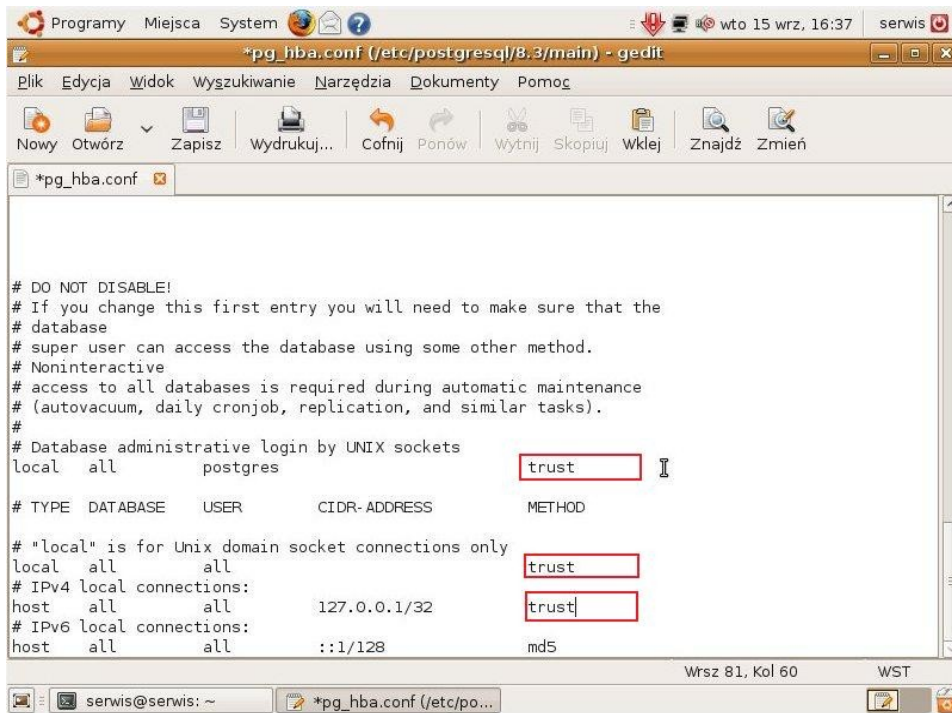 Programy Miejsca System wto 15 wrz, 16:37 serwis
*pg_hba.conf (/etc/postgresql/8.3/main) - gedit
Plik Edycja Widok Wyszukiwanie Narzędzia Dokumenty Pomoc
Nowy Otwórz Zapisz Wydrukuj... Cofnij Ponów Wytnij Skopiuj Wklej Znajdź Zmień
*pg_hba.conf
# DO NOT DISABLE!
# If you change this first entry you will need to make sure that the
# database
# super user can access the database using some other method.
# Noninteractive
# access to all databases is required during automatic maintenance
# (autovacuum, daily cronjob, replication, and similar tasks).
#
# Database administrative login by UNIX sockets
local all postgres trust
# TYPE DATABASE USER CIDR-ADDRESS METHOD
# "local" is for Unix domain socket connections only
local all all trust
# IPv4 local connections:
host all all 127.0.0.1/32 trust
# IPv6 local connections:
host all all ::1/128 md5
Wrsz 81, Kol 60 WST
serwis@serwis: ~ *pg_hba.conf (/etc/po...